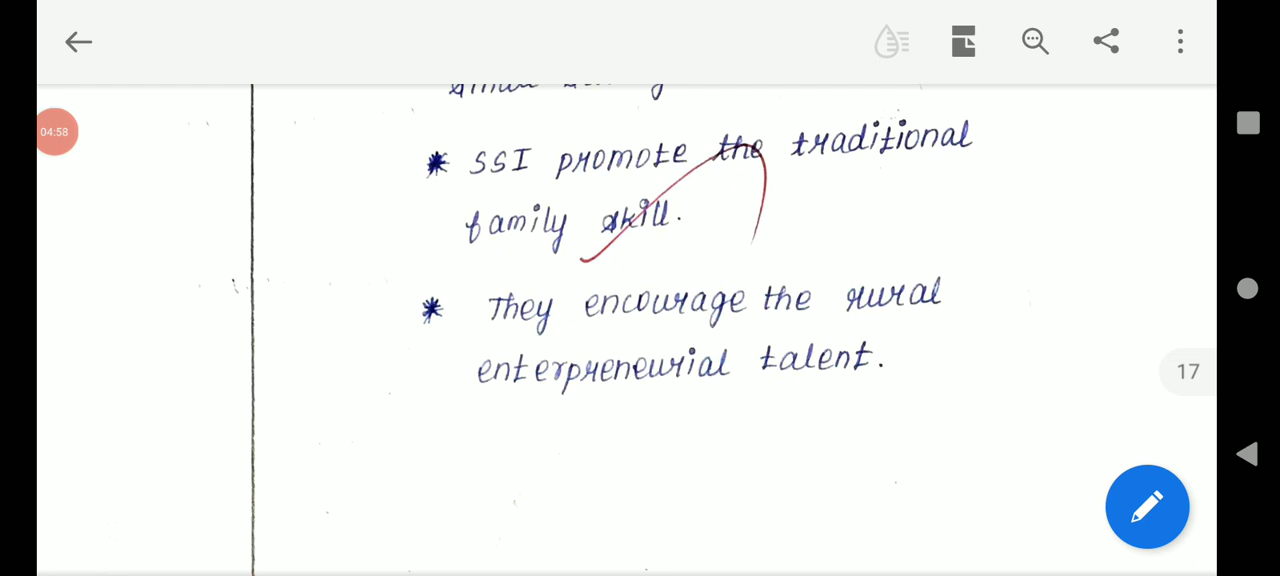 04:58
* SSI promote the traditional
family skill.
* They encourage the rural
enterpreneurial talent.
17